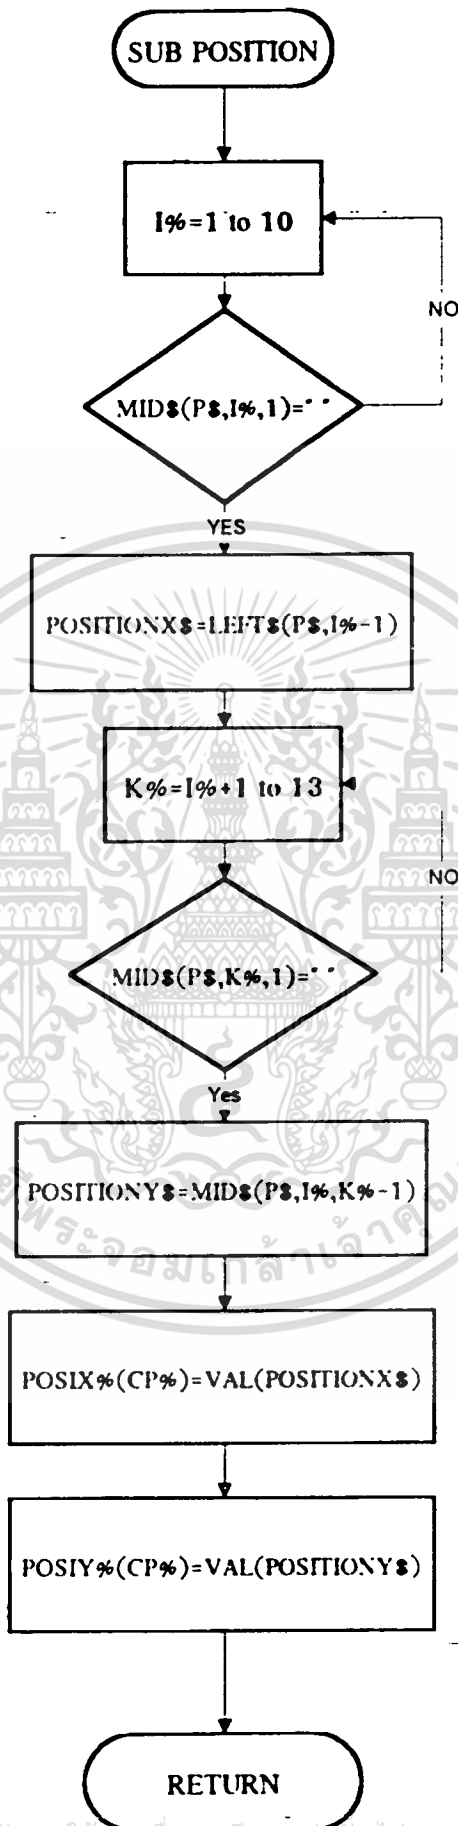 SUB POSITION
I%=1 to 10
NO
MID$(P$,I%,1)=" "
YES
POSITIONX$=LEFT$(P$,I%-1)
K%=I%+1 to 13
NO
MID$(P$,K%,1)=" "
Yes
POSITIONY$=MID$(P$,I%,K%-1)
POSIX%(CP%)=VAL(POSITIONX$)
POSIY%(CP%)=VAL(POSITIONY$)
RETURN